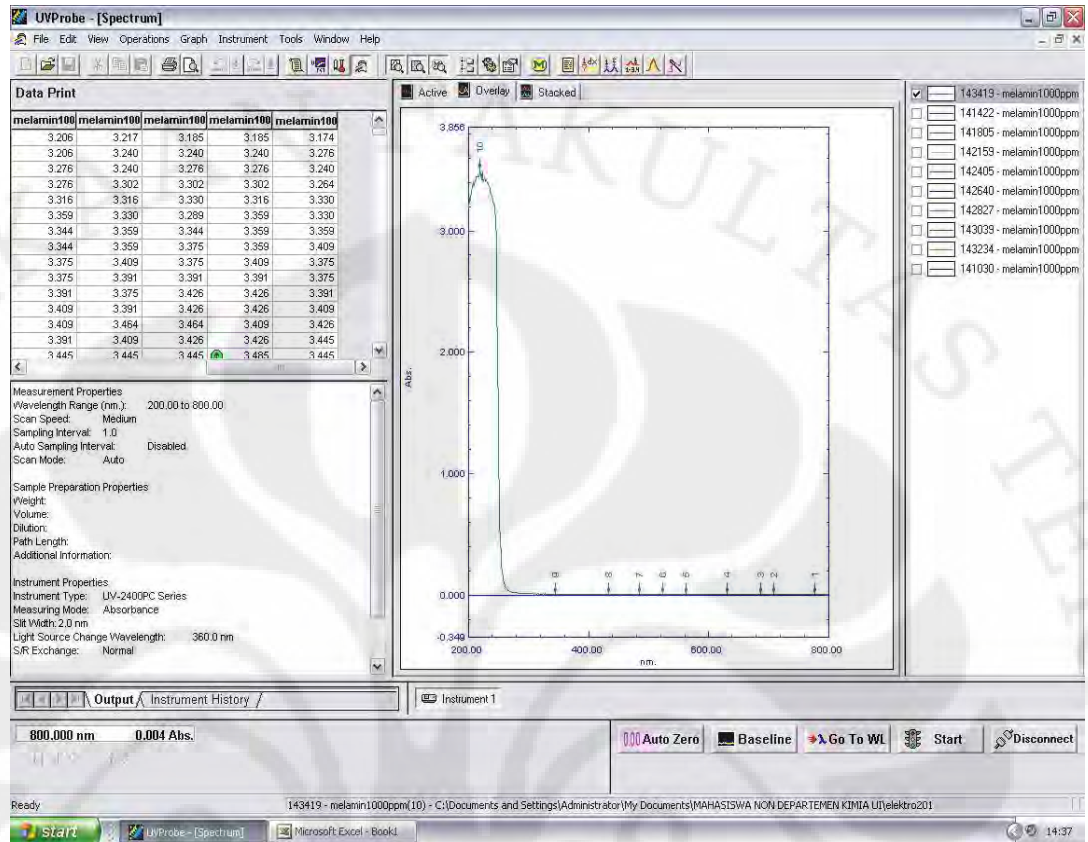 UVProbe - [Spectrum]
File Edit View Operations Graph Instrument Tools Window Help
Data Print
melamin100 melamin100 melamin100 melamin100 melamin100
3.206 3.217 3.185 3.185 3.174
3.206 3.240 3.240 3.240 3.276
3.276 3.240 3.276 3.276 3.240
3.276 3.302 3.302 3.302 3.264
3.316 3.316 3.330 3.316 3.330
3.359 3.330 3.289 3.359 3.330
3.344 3.359 3.344 3.359 3.359
3.344 3.359 3.375 3.359 3.409
3.375 3.375 3.409 3.409 3.375
3.375 3.391 3.391 3.391 3.375
3.391 3.375 3.426 3.426 3.391
3.409 3.391 3.426 3.426 3.409
3.409 3.464 3.464 3.409 3.426
3.391 3.409 3.426 3.426 3.445
3.445 3.445 3.445 3.485 3.445
Measurement Properties
Wavelength Range (nm.): 200.00 to 800.00
Scan Speed: Medium
Sampling Interval: 1.0
Auto Sampling Interval: Disabled
Scan Mode: Auto
Sample Preparation Properties
Weight:
Volume:
Dilution:
Path Length:
Additional Information:
Instrument Properties
Instrument Type: UV-2400PC Series
Measuring Mode: Absorbance
Slit Width: 2.0 nm
Light Source Change Wavelength: 360.0 nm
S/R Exchange: Normal
Output Instrument History
Active Overlay Stacked
3.856
10
3.000
2.000
Abs.
1.000
9 8 7 6 5 4 3 2 1
0.000
-0.349
200.00 400.00 600.00 800.00
nm.
Instrument 1
143419 - melamin1000ppm
141422 - melamin1000ppm
141805 - melamin1000ppm
142159 - melamin1000ppm
142405 - melamin1000ppm
142640 - melamin1000ppm
142827 - melamin1000ppm
143039 - melamin1000ppm
143234 - melamin1000ppm
141030 - melamin1000ppm
800.000 nm 0.004 Abs.
Auto Zero Baseline Go To WL Start Disconnect
Ready 143419 - melamin1000ppm(10) - C:\Documents and Settings\Administrator\My Documents\MAHASISWA NON DEPARTEMEN KIMIA UI\elektro201
start UVProbe - [Spectrum] Microsoft Excel - Book1 14:37
FAKULTAS TE